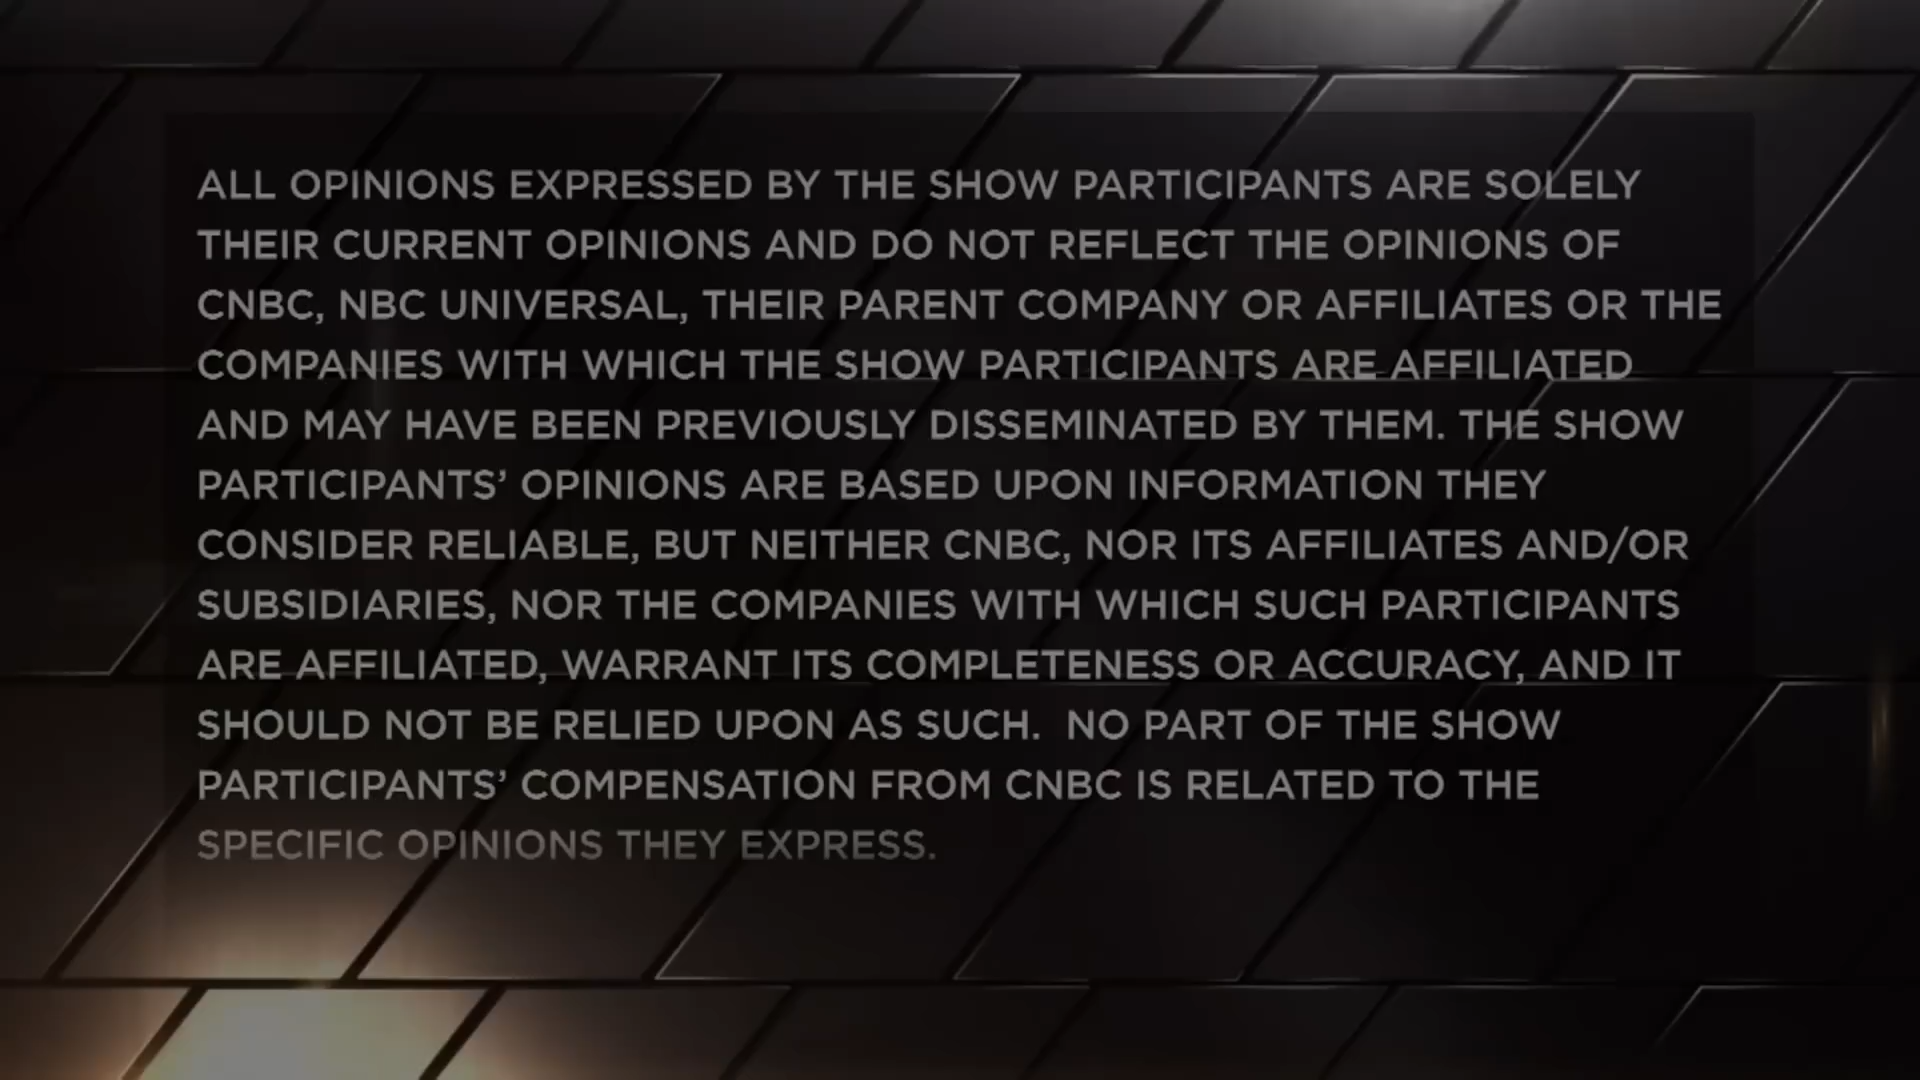 ALL OPINIONS EXPRESSED BY THE SHOW PARTICIPANTS ARE SOLELY
THEIR CURRENT OPINIONS AND DO NOT REFLECT THE OPINIONS OF
CNBC, NBC UNIVERSAL, THEIR PARENT COMPANY OR AFFILIATES OR THE
COMPANIES WITH WHICH THE SHOW PARTICIPANTS ARE AFFILIATED
AND MAY HAVE BEEN PREVIOUSLY DISSEMINATED BY THEM. THE SHOW
PARTICIPANTS’ OPINIONS ARE BASED UPON INFORMATION THEY
CONSIDER RELIABLE, BUT NEITHER CNBC, NOR ITS AFFILIATES AND/OR
SUBSIDIARIES, NOR THE COMPANIES WITH WHICH SUCH PARTICIPANTS
ARE AFFILIATED, WARRANT ITS COMPLETENESS OR ACCURACY, AND IT
SHOULD NOT BE RELIED UPON AS SUCH.  NO PART OF THE SHOW
PARTICIPANTS’ COMPENSATION FROM CNBC IS RELATED TO THE
SPECIFIC OPINIONS THEY EXPRESS.